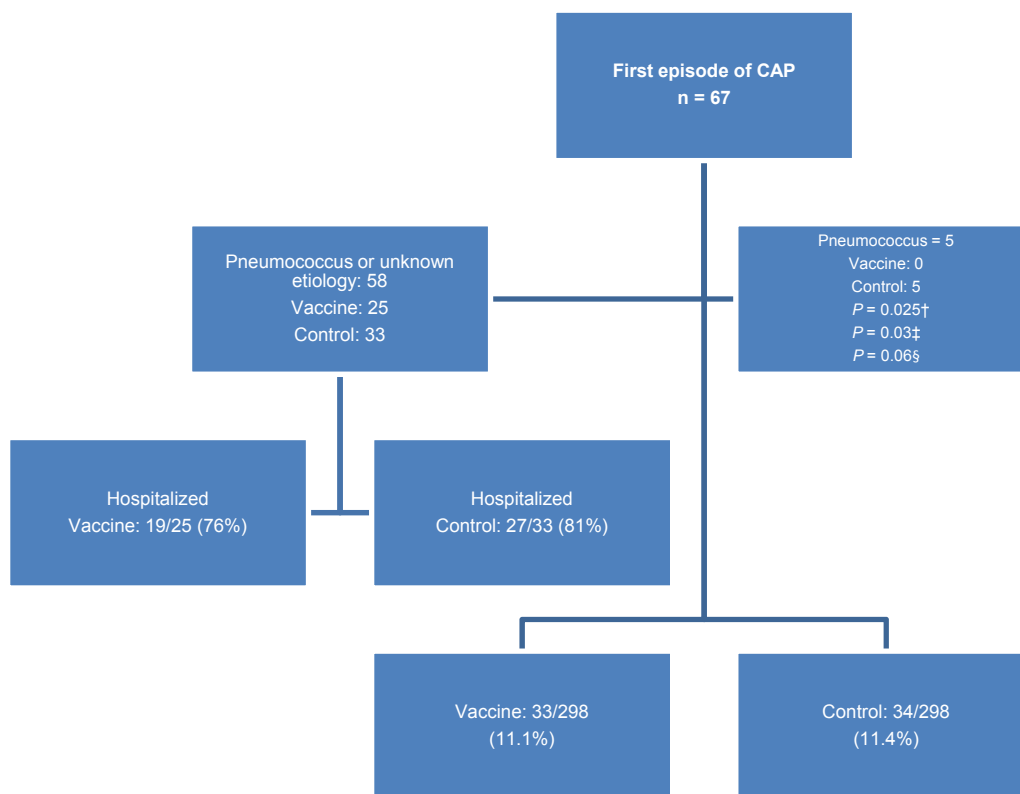 First episode of CAP
n = 67
Pneumococcus or unknown
etiology: 58
Vaccine: 25
Control: 33
Pneumococcus = 5
Vaccine: 0
Control: 5
P = 0.025†
P = 0.03‡
P = 0.06§
Hospitalized
Vaccine: 19/25 (76%)
Hospitalized
Control: 27/33 (81%)
Vaccine: 33/298
(11.1%)
Control: 34/298
(11.4%)